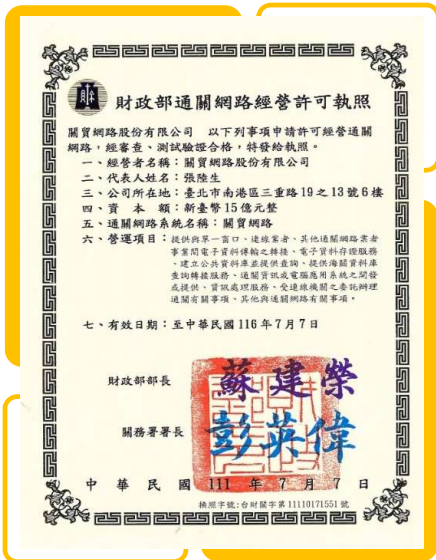 財政部通關網路經營許可執照
關貿網路股份有限公司 以下列事項申請許可經營通關
網路,經審查、測試驗證合格,特發給執照。
一、經營者名稱:關貿網路股份有限公司
二、代表人姓名:張陸生
三、公司所在地:臺北市南港區三重路19之13號6樓
四、資本額:新臺幣15億元整
五、通關網路系統名稱:關貿網路
六、營運項目:提供與單一窗口、連線業者、其他通關網路業者
事業間電子資料傳輸之轉接、電子資料存證服務
、建立公共資料庫並提供查詢、提供海關資料庫
查詢轉接服務、通關資訊或電腦應用系統之開發
或提供、資訊處理服務、受連線機關之委託辦理
通關有關事項、其他與通關網路有關事項。
七、有效日期:至中華民國116年7月7日
財政部部長 蘇建榮
關務署署長 彭英偉
中華民國111年7月7日
換照字號:台財關字第11110171551號